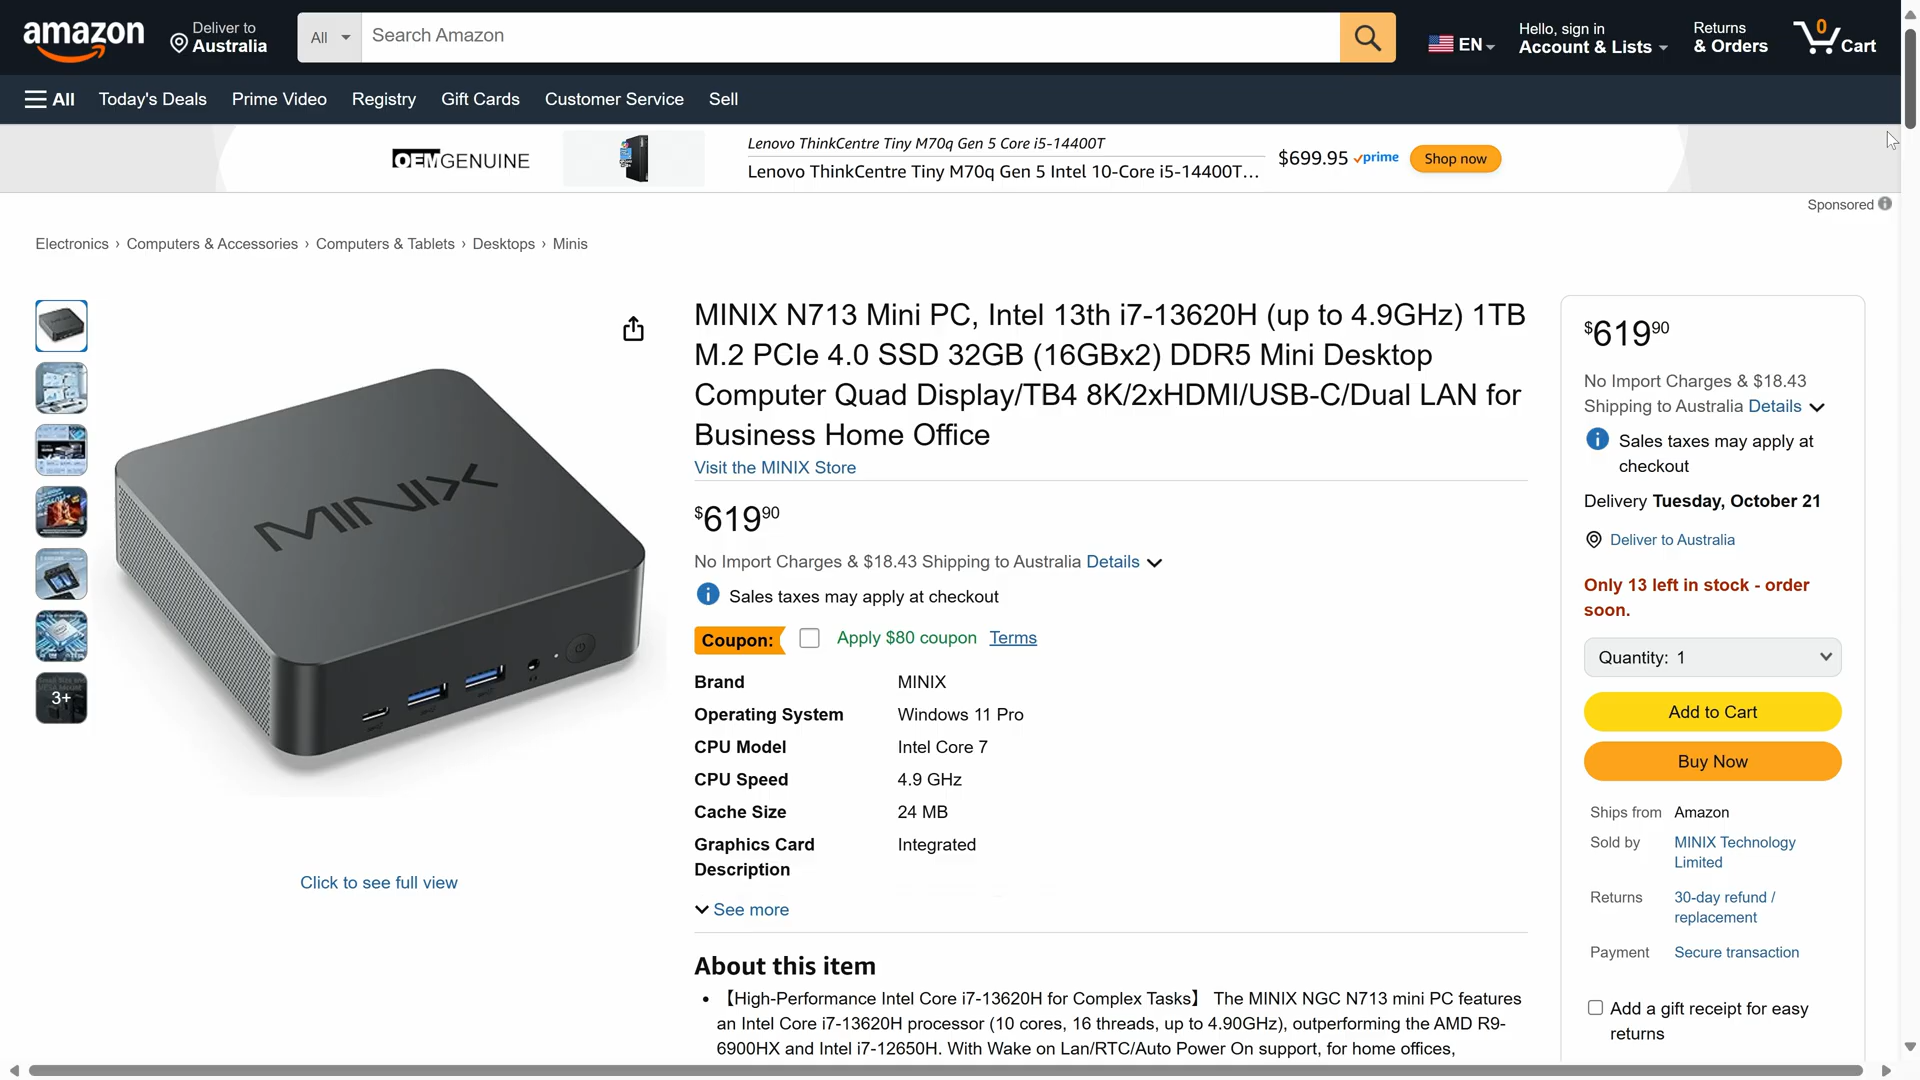 amazon
Deliver to
Australia
All
Search Amazon
EN
Hello, sign in
Account & Lists
Returns
& Orders
0
Cart
All
Today's Deals
Prime Video
Registry
Gift Cards
Customer Service
Sell
OEMGENUINE
Lenovo ThinkCentre Tiny M70q Gen 5 Core i5-14400T
Lenovo ThinkCentre Tiny M70q Gen 5 Intel 10-Core i5-14400T...
$699.95 prime
Shop now
Sponsored
Electronics › Computers & Accessories › Computers & Tablets › Desktops › Minis
3+
MINIX
Click to see full view
MINIX N713 Mini PC, Intel 13th i7-13620H (up to 4.9GHz) 1TB
M.2 PCIe 4.0 SSD 32GB (16GBx2) DDR5 Mini Desktop
Computer Quad Display/TB4 8K/2xHDMI/USB-C/Dual LAN for
Business Home Office
Visit the MINIX Store
$619 90
No Import Charges & $18.43 Shipping to Australia Details
Sales taxes may apply at checkout
Coupon: Apply $80 coupon Terms
Brand MINIX
Operating System Windows 11 Pro
CPU Model Intel Core 7
CPU Speed 4.9 GHz
Cache Size 24 MB
Graphics Card Integrated
Description
See more
About this item
• 【High-Performance Intel Core i7-13620H for Complex Tasks】 The MINIX NGC N713 mini PC features
an Intel Core i7-13620H processor (10 cores, 16 threads, up to 4.90GHz), outperforming the AMD R9-
6900HX and Intel i7-12650H. With Wake on Lan/RTC/Auto Power On support, for home offices,
$619 90
No Import Charges & $18.43
Shipping to Australia Details
Sales taxes may apply at
checkout
Delivery Tuesday, October 21
Deliver to Australia
Only 13 left in stock - order
soon.
Quantity: 1
Add to Cart
Buy Now
Ships from Amazon
Sold by MINIX Technology
Limited
Returns 30-day refund /
replacement
Payment Secure transaction
Add a gift receipt for easy
returns